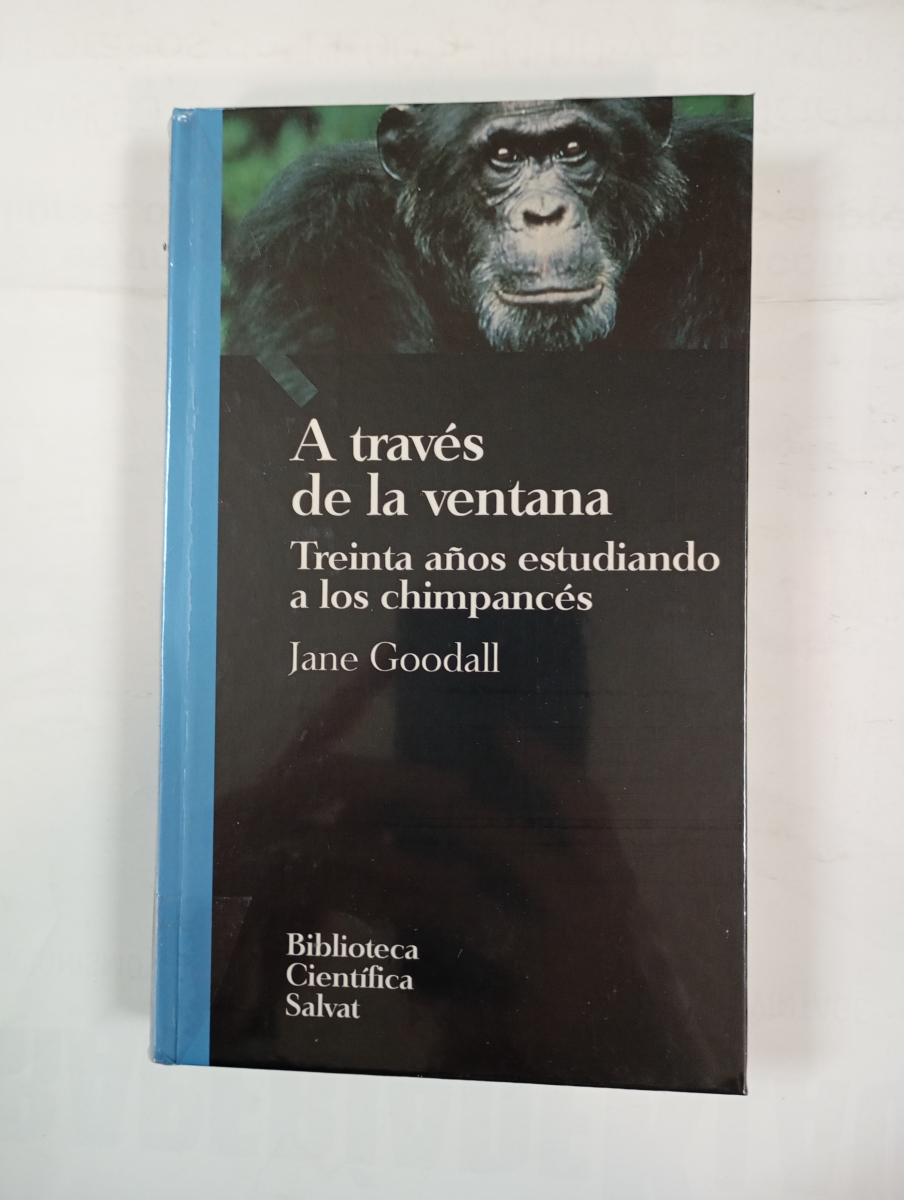 A través
de la ventana
Treinta años estudiando
a los chimpancés
Jane Goodall
Biblioteca
Científica
Salvat